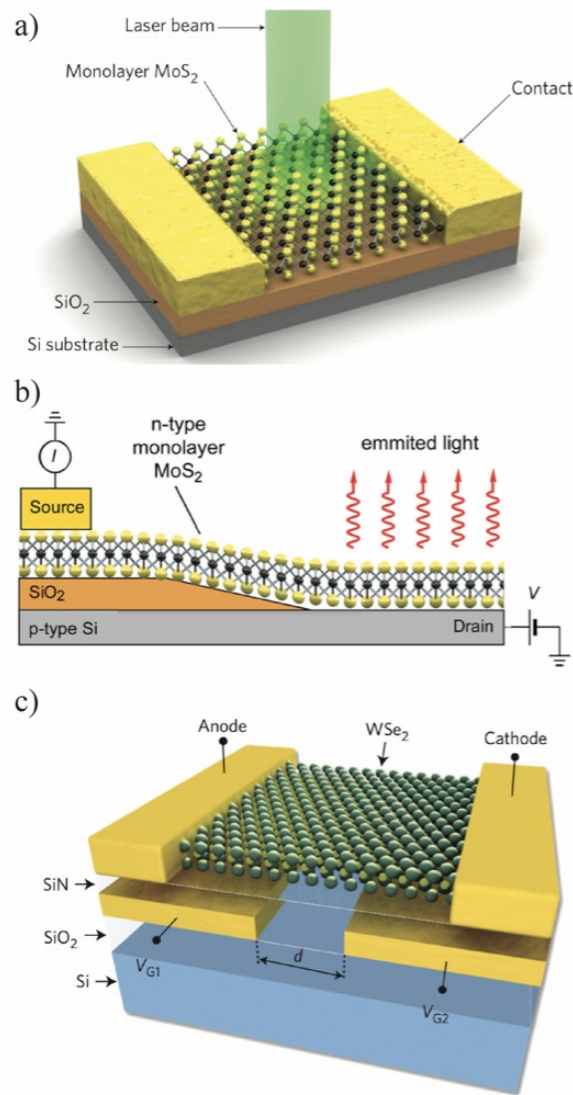 a)
Laser beam
Monolayer MoS2
Contact
SiO2
Si substrate
b)
I
n-type
monolayer
MoS2
emmited light
Source
SiO2
p-type Si
Drain
V
c)
Anode
WSe2
Cathode
SiN
SiO2
Si
VG1
d
VG2